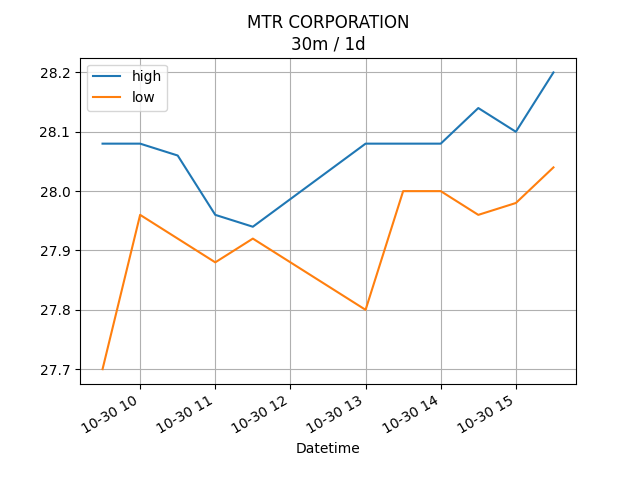 MTR CORPORATION
30m / 1d
high
low
28.2
28.1
28.0
27.9
27.8
27.7
10-30 10
10-30 11
10-30 12
10-30 13
10-30 14
10-30 15
Datetime